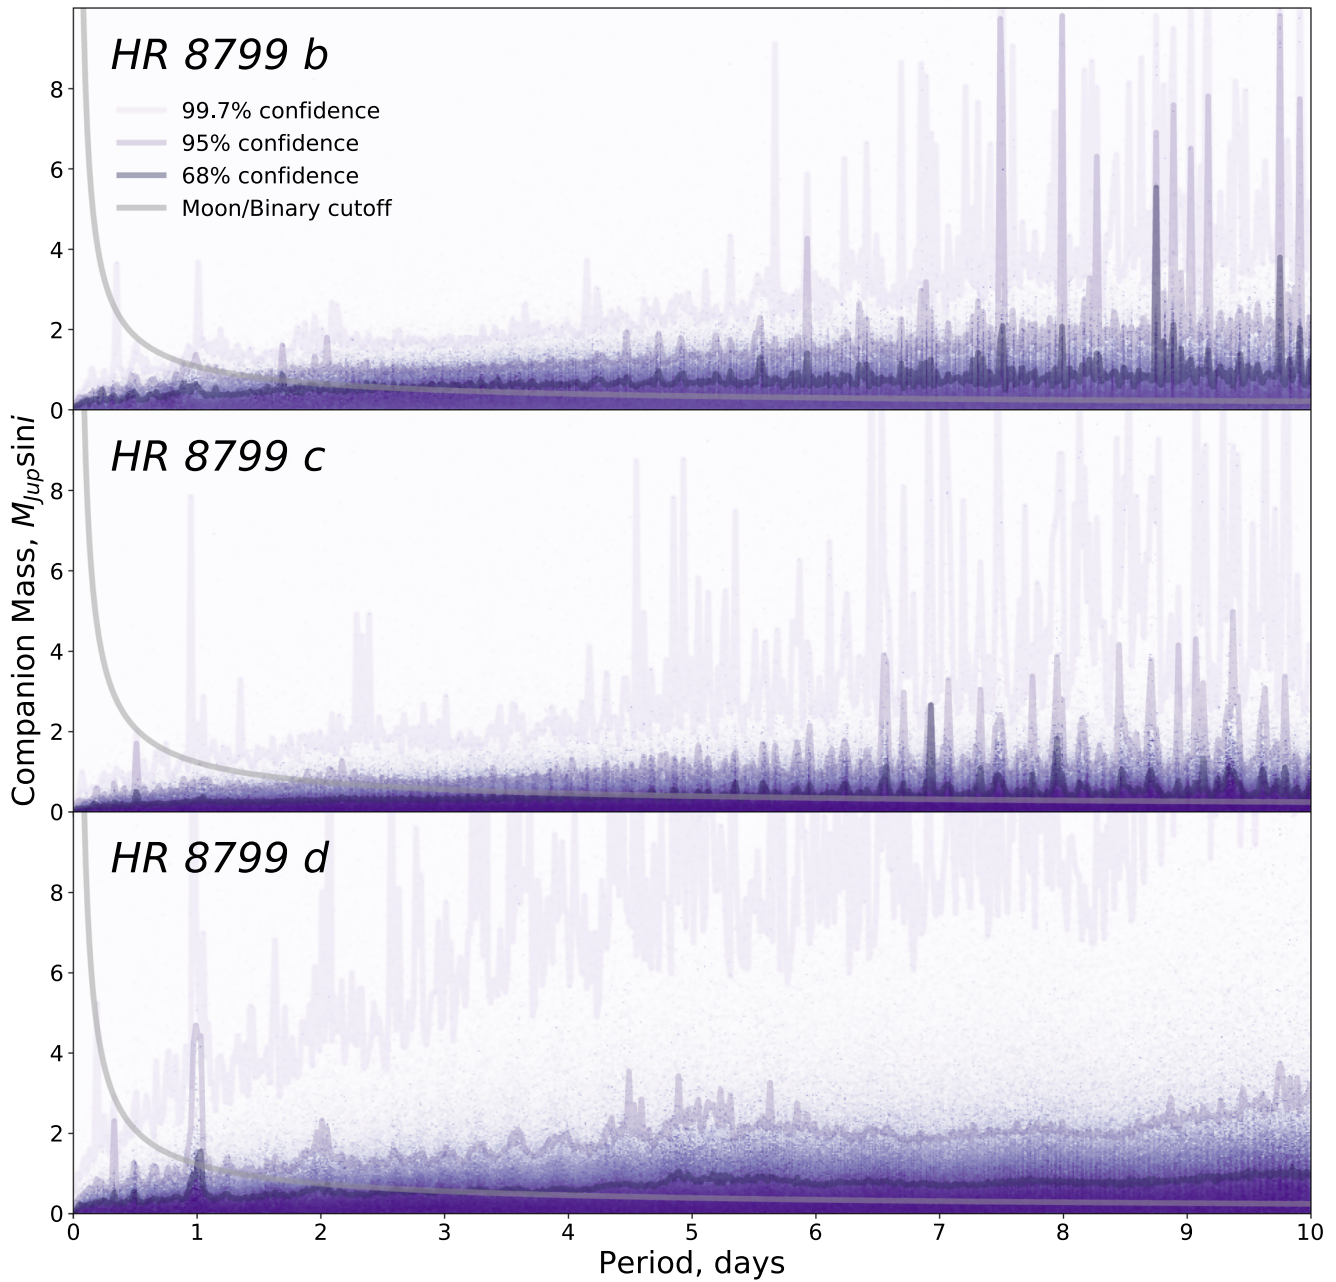 HR 8799 b
99.7% confidence
95% confidence
68% confidence
Moon/Binary cutoff
8
6
4
2
0
HR 8799 c
8
6
4
2
0
HR 8799 d
8
6
4
2
0
Companion Mass, M_Jup sin i
0 1 2 3 4 5 6 7 8 9 10
Period, days